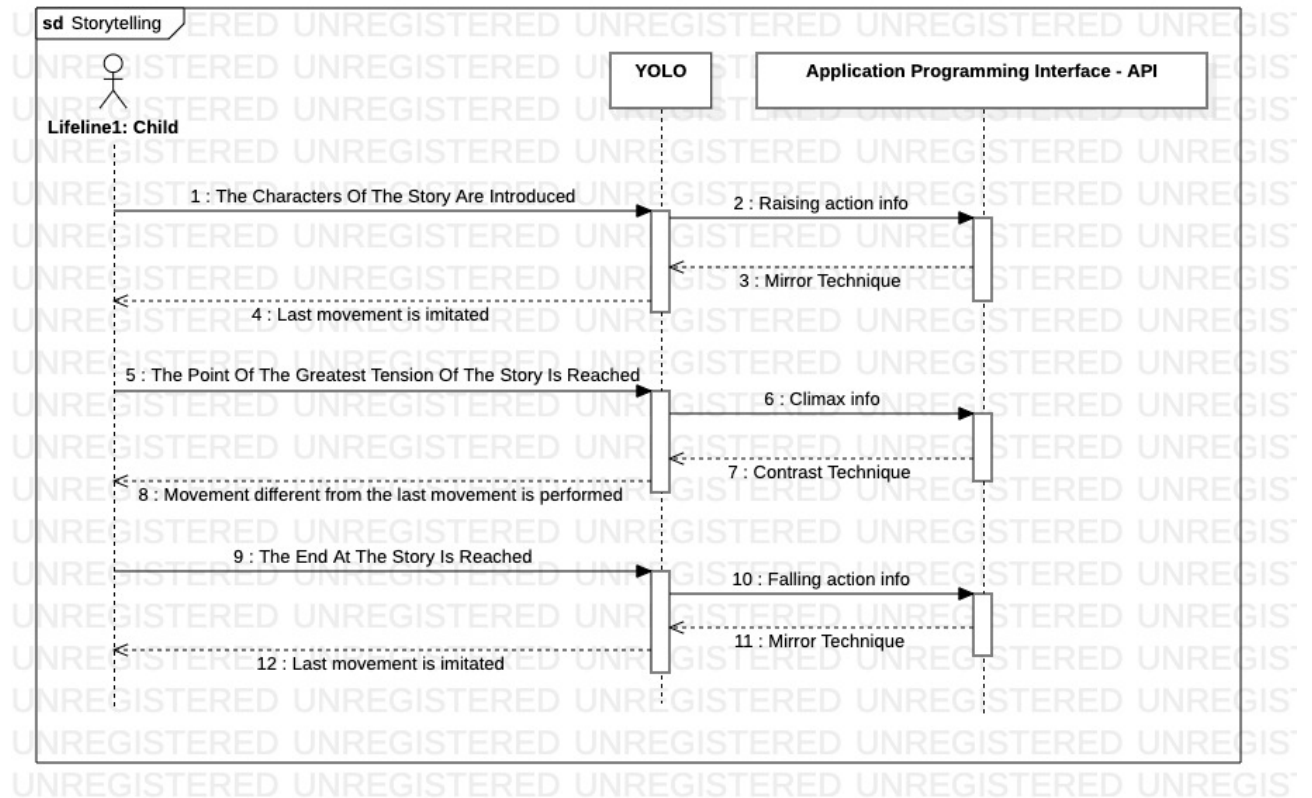 sd Storytelling
YOLO
Application Programming Interface - API
Lifeline1: Child
1 : The Characters Of The Story Are Introduced
2 : Raising action info
3 : Mirror Technique
4 : Last movement is imitated
5 : The Point Of The Greatest Tension Of The Story Is Reached
6 : Climax info
7 : Contrast Technique
8 : Movement different from the last movement is performed
9 : The End At The Story Is Reached
10 : Falling action info
11 : Mirror Technique
12 : Last movement is imitated
UNREGISTERED UNREGISTERED UNREGISTERED UNREGISTERED UNREGIS